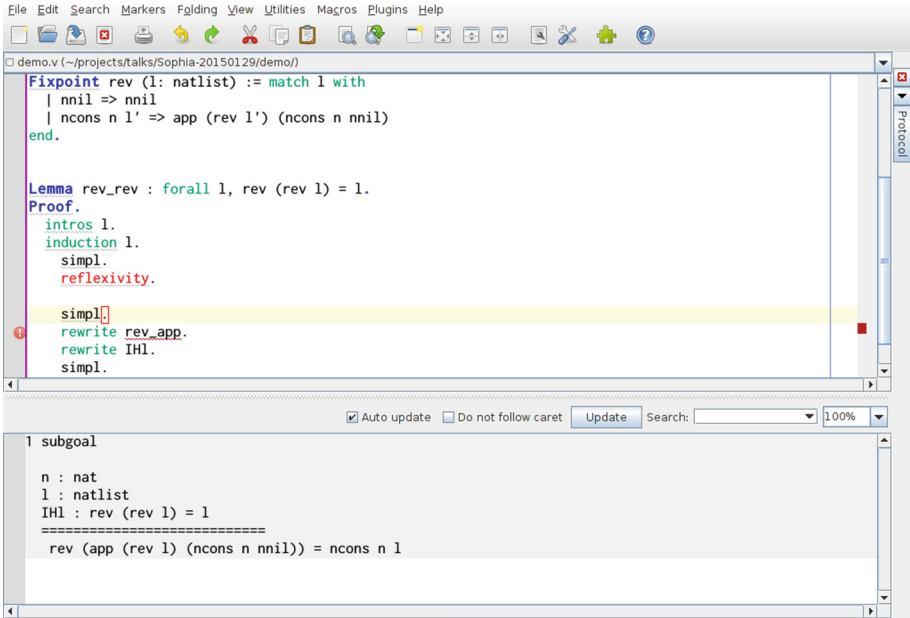 File Edit Search Markers Folding View Utilities Macros Plugins Help
demo.v (~/projects/talks/Sophia-20150129/demo/)
Fixpoint rev (l: natlist) := match l with
| nnil => nnil
| ncons n l' => app (rev l') (ncons n nnil)
end.
Lemma rev_rev : forall l, rev (rev l) = l.
Proof.
intros l.
induction l.
simpl.
reflexivity.
simpl.
rewrite rev_app.
rewrite IHl.
simpl.
Protocol
Auto update Do not follow caret Update Search: 100%
1 subgoal
n : nat
l : natlist
IHl : rev (rev l) = l
============================
rev (app (rev l) (ncons n nnil)) = ncons n l